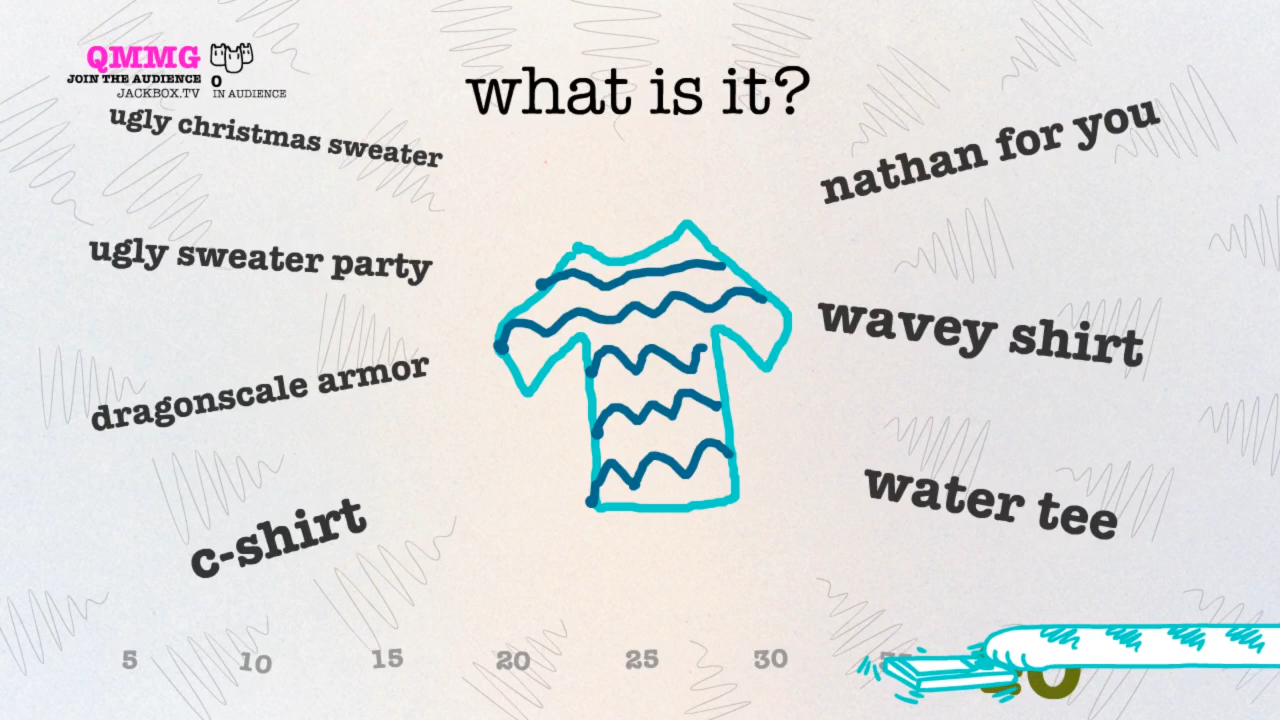 QMMG
JOIN THE AUDIENCE
JACKBOX.TV
0
IN AUDIENCE
what is it?
ugly christmas sweater
ugly sweater party
dragonscale armor
c-shirt
nathan for you
wavey shirt
water tee
5 10 15 20 25 30